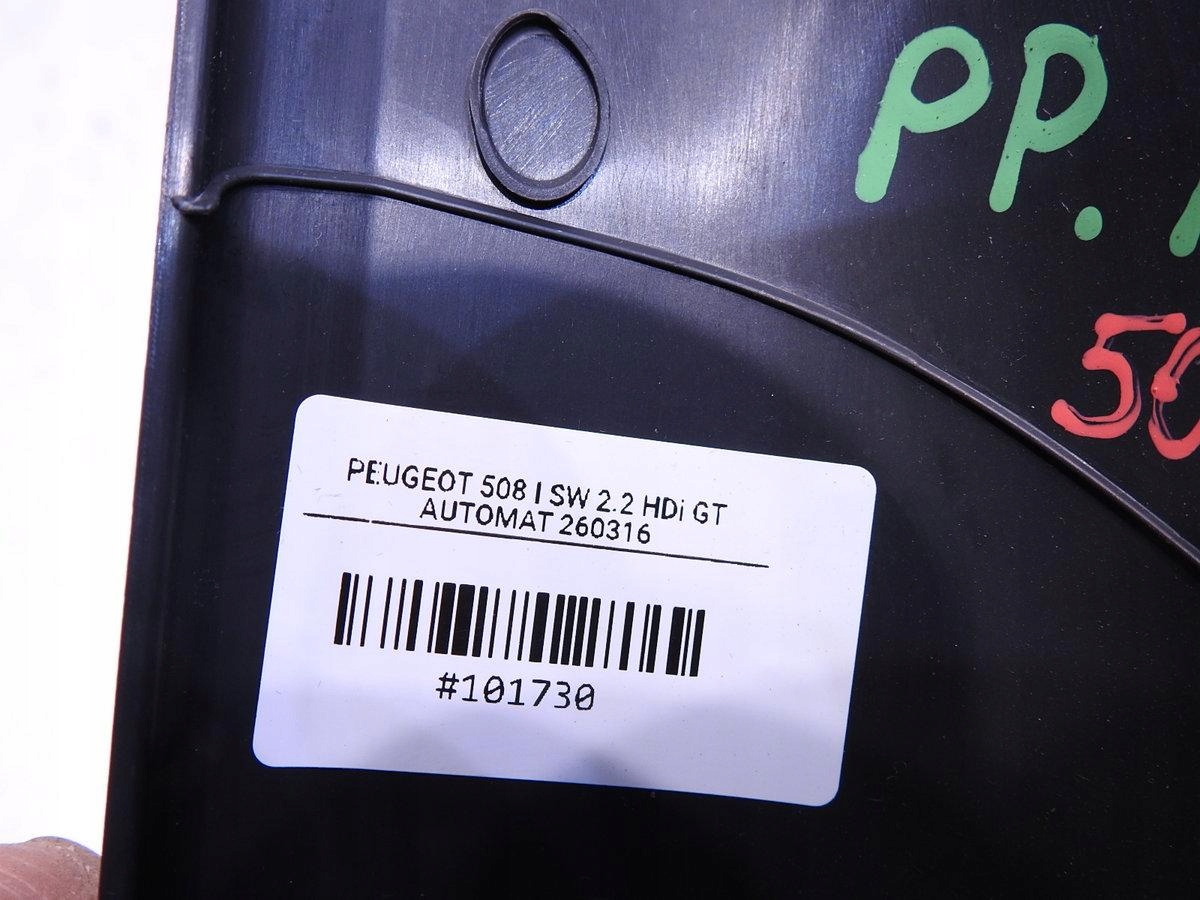 PP.
50
PEUGEOT 508 I SW 2.2 HDi GT
AUTOMAT 260316
#101730